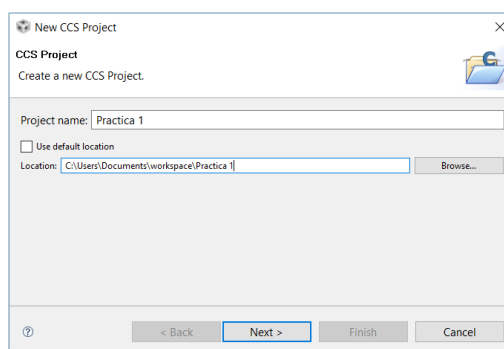 New CCS Project
CCS Project
Create a new CCS Project.
Project name: Practica 1
Use default location
Location: C:\Users\Documents\workspace\Practica 1
Browse...
< Back Next > Finish Cancel